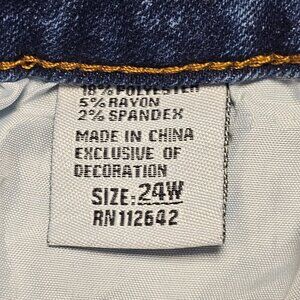 18% POLYESTER
5% RAYON
2% SPANDEX
MADE IN CHINA
EXCLUSIVE OF
DECORATION
SIZE: 24W
RN112642